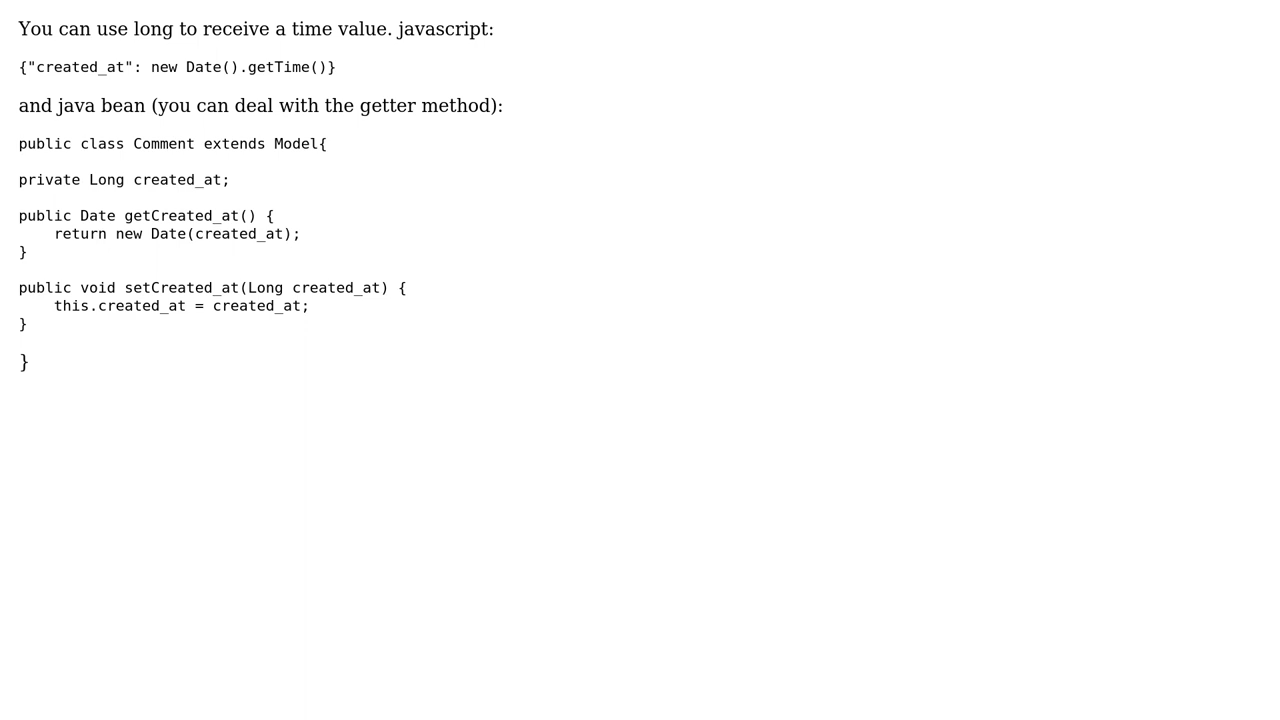 You can use long to receive a time value. javascript:
{"created_at": new Date().getTime()}
and java bean (you can deal with the getter method):
public class Comment extends Model{
private Long created_at;
public Date getCreated_at() {
    return new Date(created_at);
}
public void setCreated_at(Long created_at) {
    this.created_at = created_at;
}
}